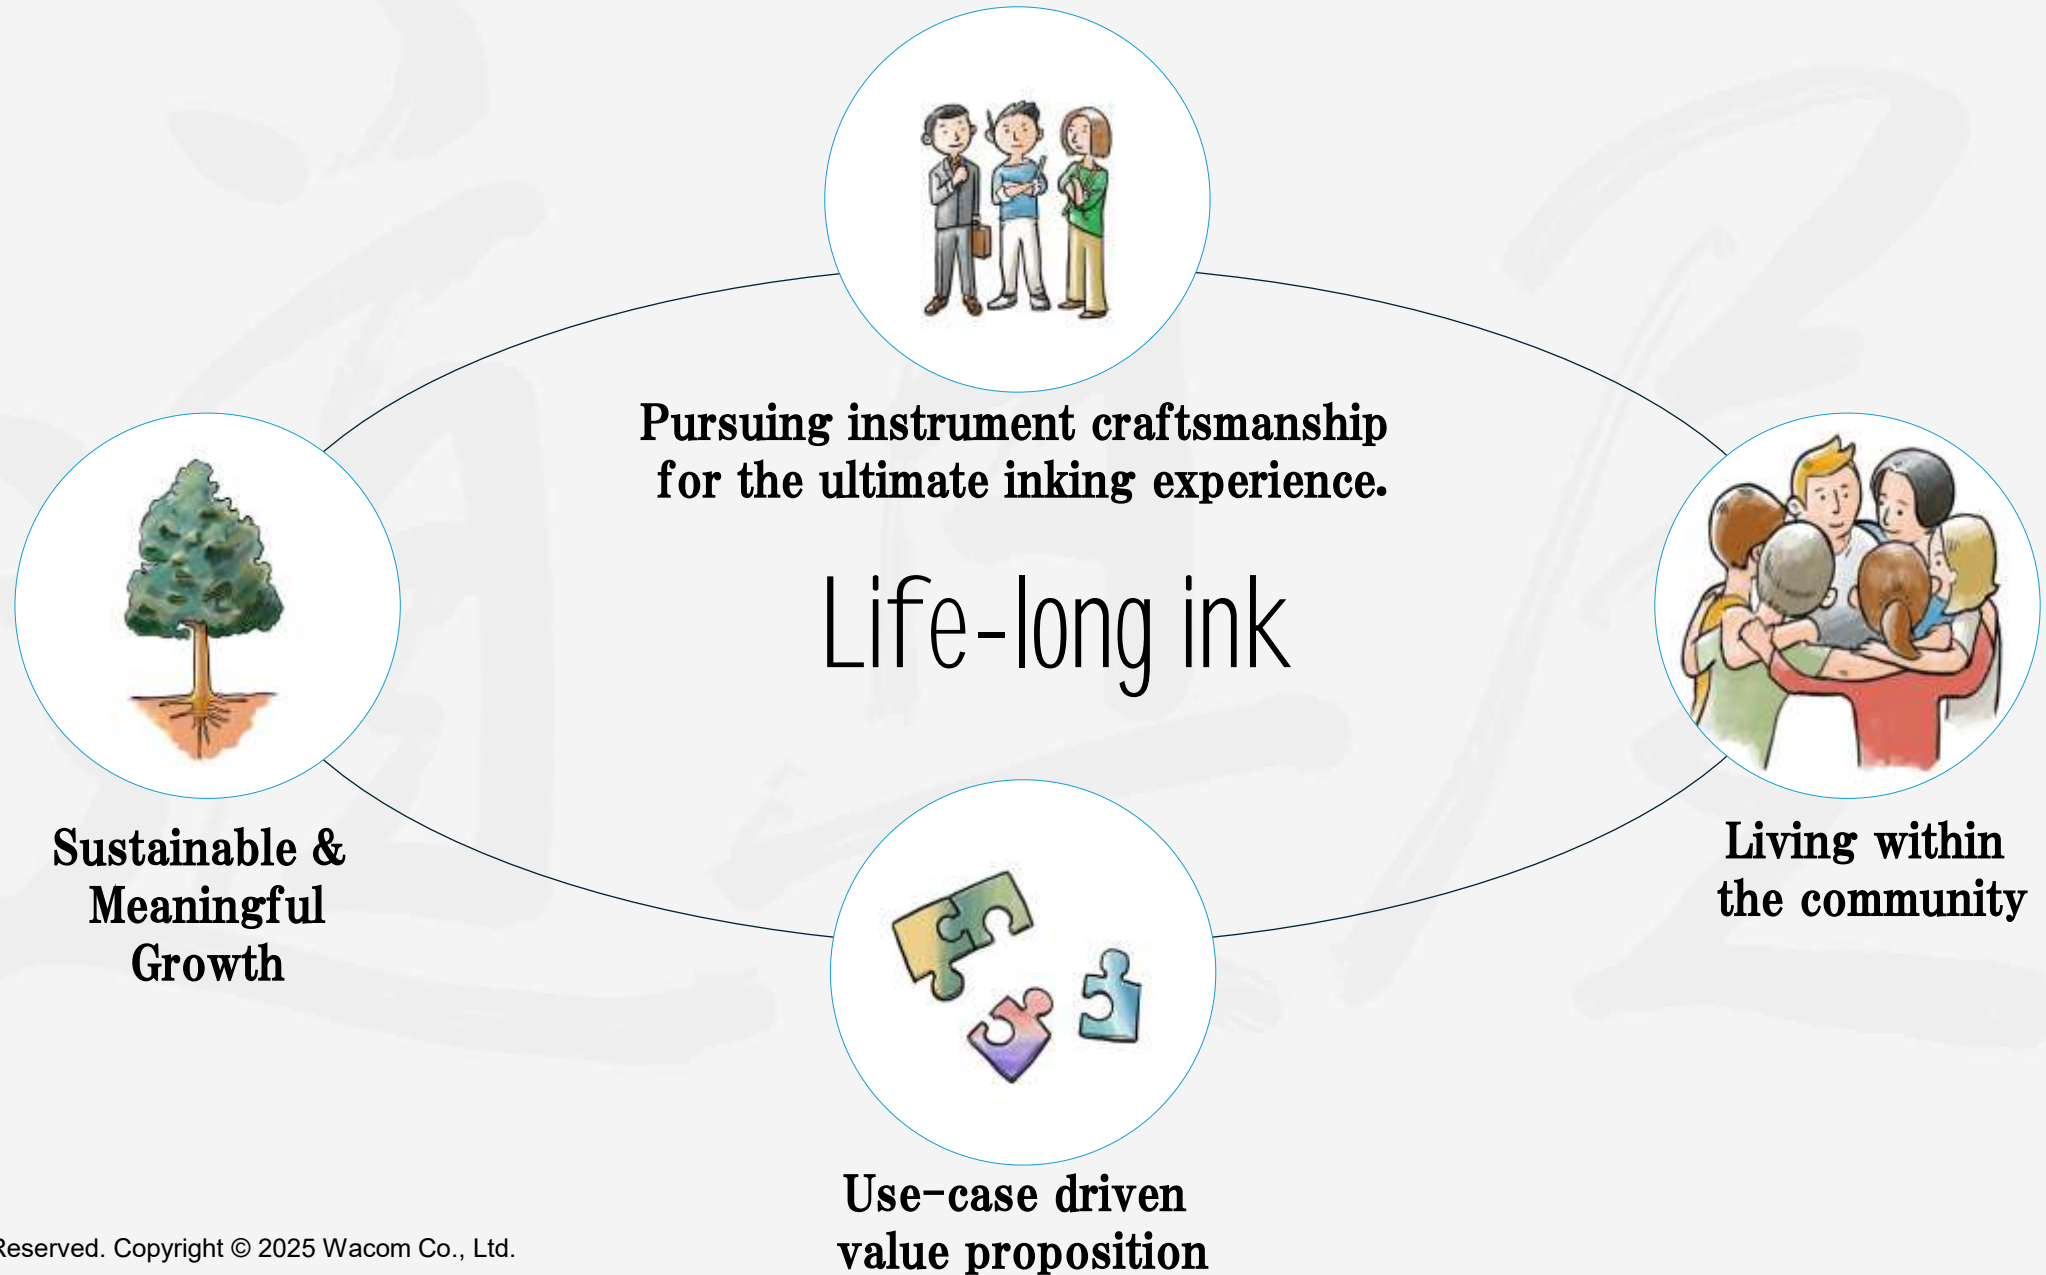 Pursuing instrument craftsmanship
for the ultimate inking experience.
Life-long ink
Sustainable &
Meaningful
Growth
Living within
the community
Use-case driven
value proposition
Reserved. Copyright © 2025 Wacom Co., Ltd.